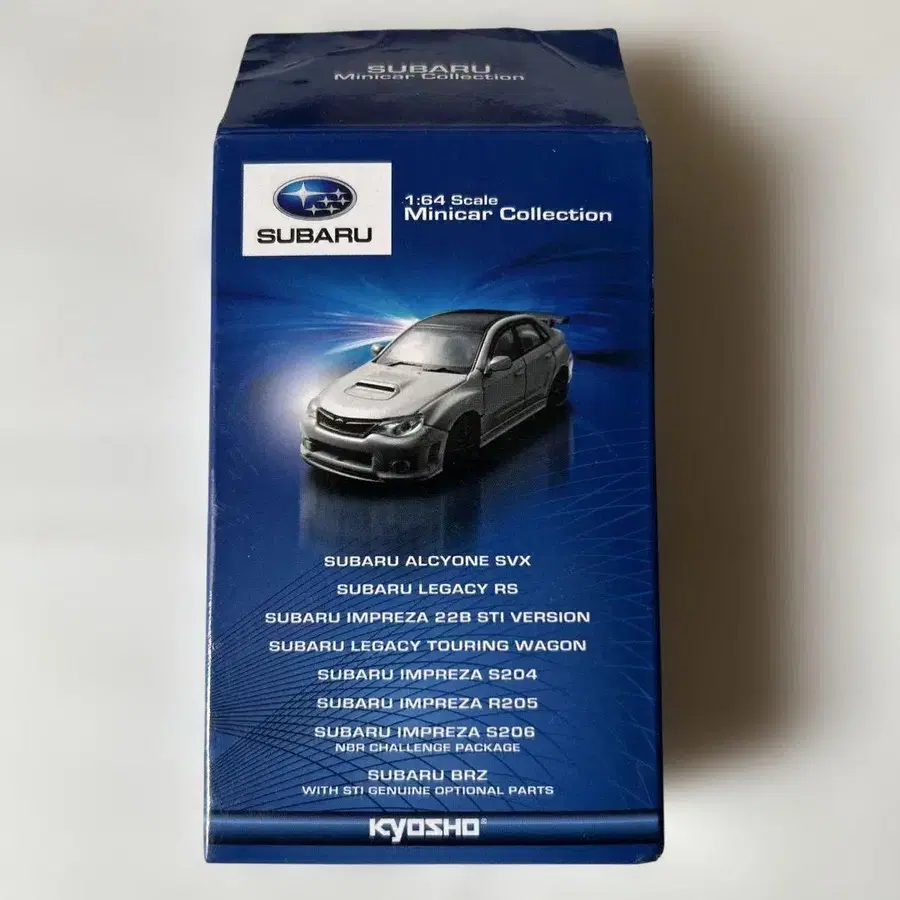 SUBARU
Minicar Collection
SUBARU
1:64 Scale
Minicar Collection
SUBARU ALCYONE SVX
SUBARU LEGACY RS
SUBARU IMPREZA 22B STI VERSION
SUBARU LEGACY TOURING WAGON
SUBARU IMPREZA S204
SUBARU IMPREZA R205
SUBARU IMPREZA S206
NBR CHALLENGE PACKAGE
SUBARU BRZ
WITH STI GENUINE OPTIONAL PARTS
KYOSHO®